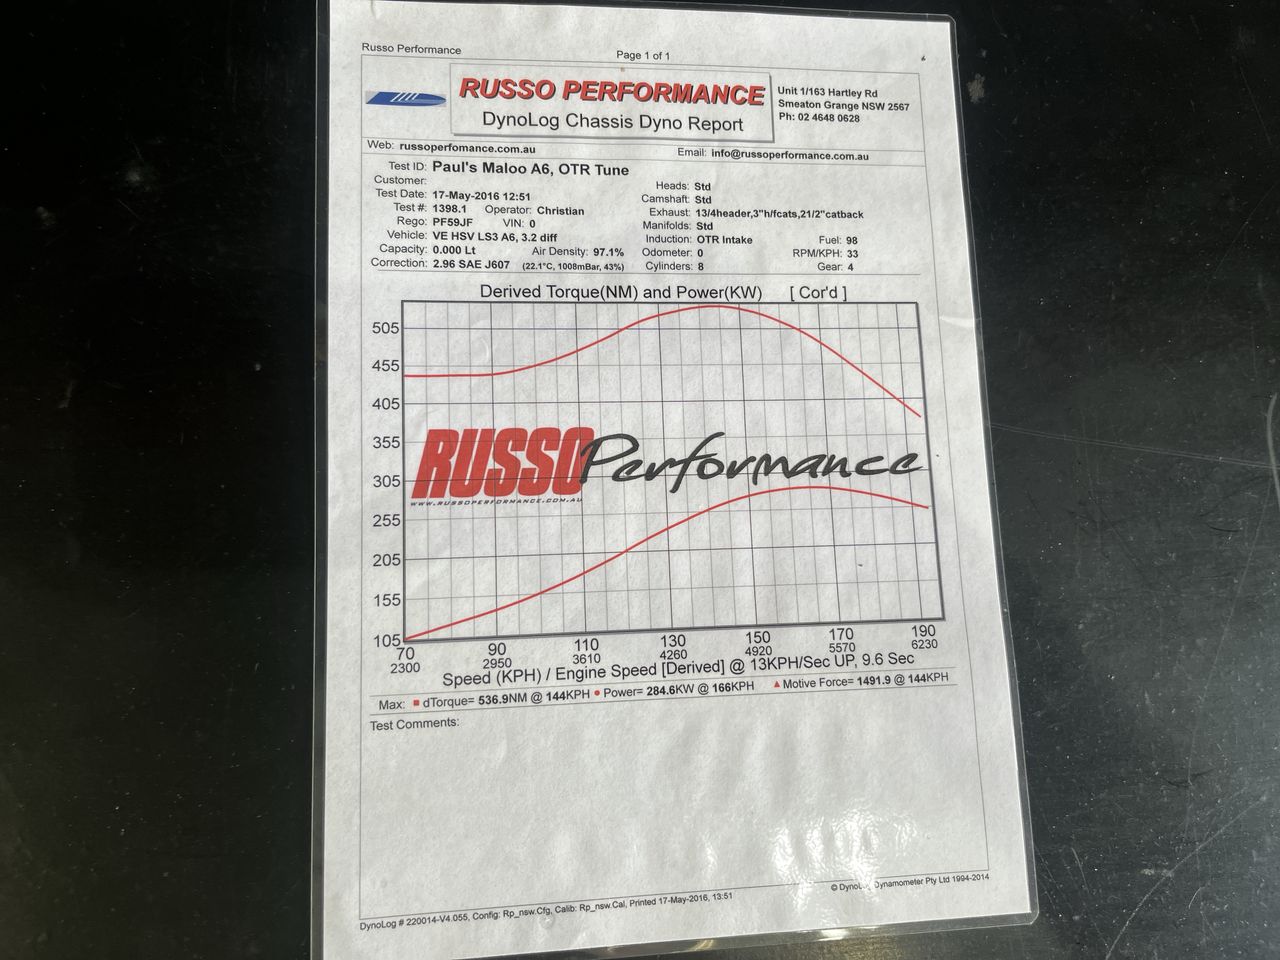 Russo Performance
Page 1 of 1
RUSSO PERFORMANCE
DynoLog Chassis Dyno Report
Unit 1/163 Hartley Rd
Smeaton Grange NSW 2567
Ph: 02 4648 0628
Web: russoperfomance.com.au
Email: info@russoperformance.com.au
Test ID: Paul's Maloo A6, OTR Tune
Customer:
Test Date: 17-May-2016 12:51
Test #: 1398.1 Operator: Christian
Rego: PF59JF VIN: 0
Vehicle: VE HSV LS3 A6, 3.2 diff
Capacity: 0.000 Lt Air Density: 97.1%
Correction: 2.96 SAE J607 (22.1°C, 1008mBar, 43%)
Heads: Std
Camshaft: Std
Exhaust: 13/4header,3"h/fcats,21/2"catback
Manifolds: Std
Induction: OTR Intake Fuel: 98
Odometer: 0 RPM/KPH: 33
Cylinders: 8 Gear: 4
Derived Torque(NM) and Power(KW) [ Cor'd ]
505
455
405
355
305
255
205
155
105
RUSSO Performance
WWW.RUSSOPERFORMANCE.COM.AU
70 90 110 130 150 170 190
2300 2950 3610 4260 4920 5570 6230
Speed (KPH) / Engine Speed [Derived] @ 13KPH/Sec UP, 9.6 Sec
Max: dTorque= 536.9NM @ 144KPH Power= 284.6KW @ 166KPH Motive Force= 1491.9 @ 144KPH
Test Comments:
DynoLog # 220014-V4.055, Config: Rp_nsw.Cfg, Calib: Rp_nsw.Cal, Printed 17-May-2016, 13:51
© DynoLog Dynamometer Pty Ltd 1994-2014